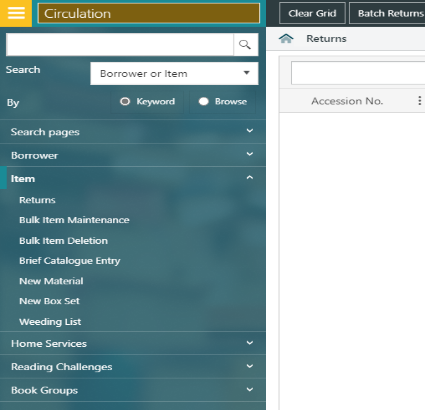 Circulation
Clear Grid Batch Returns
Returns
Search Borrower or Item
By Keyword Browse
Accession No.
Search pages
Borrower
Item
Returns
Bulk Item Maintenance
Bulk Item Deletion
Brief Catalogue Entry
New Material
New Box Set
Weeding List
Home Services
Reading Challenges
Book Groups